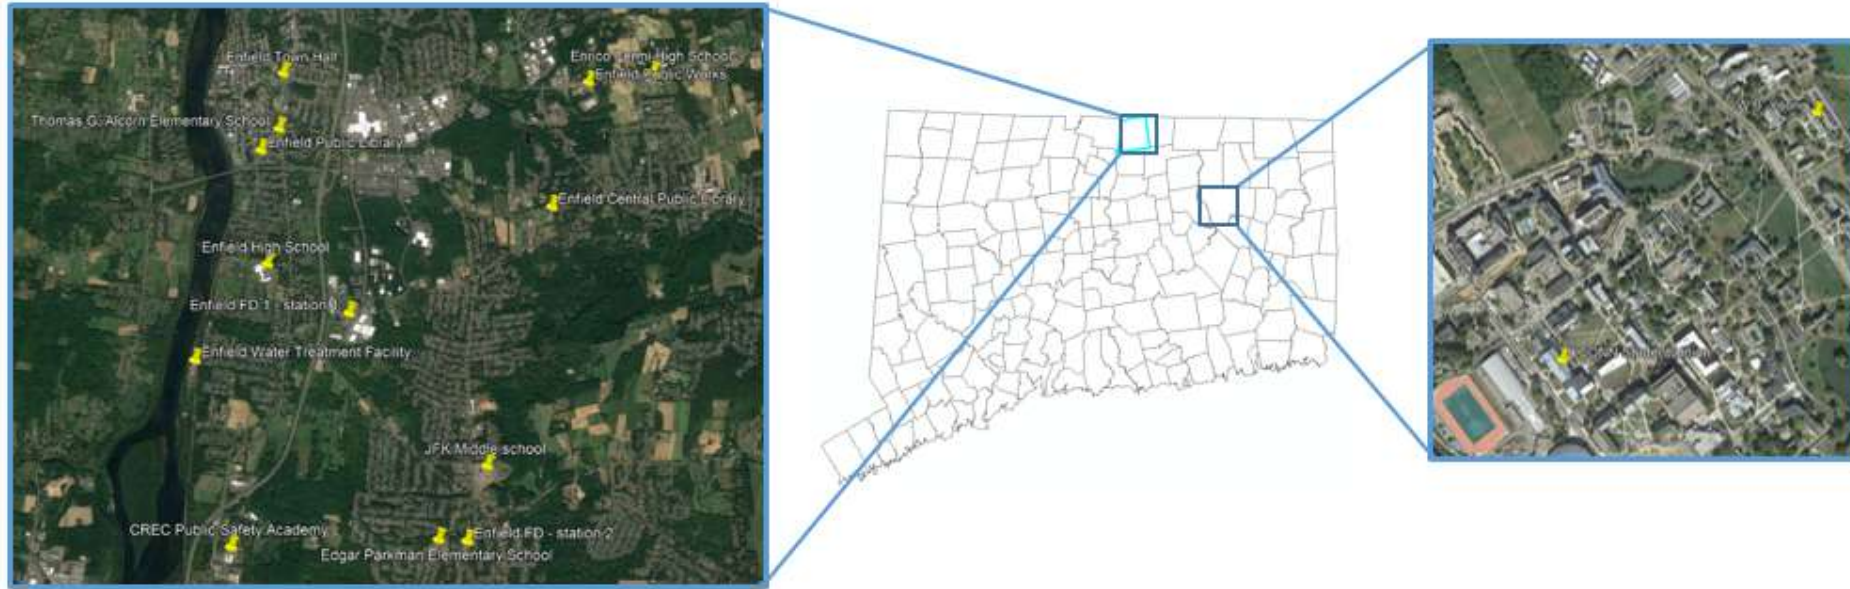 Enfield Town Hall
Enrico Fermi High School
Enfield Public Works
Thomas G. Alcorn Elementary School
Enfield Public Library
Enfield Central Public Library
Enfield High School
Enfield FD 1 - station 1
Enfield Water Treatment Facility
JFK Middle school
CREC Public Safety Academy
Enfield FD - station 2
Edgar Parkman Elementary School